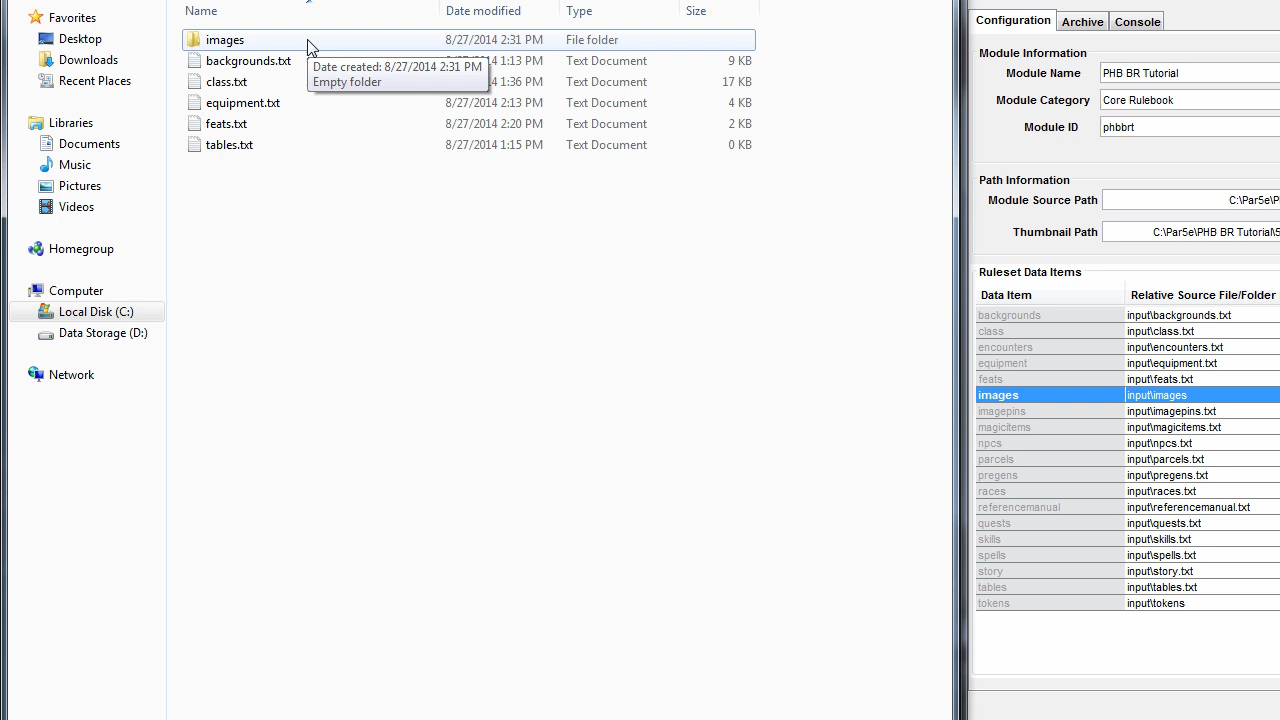 Favorites
Desktop
Downloads
Recent Places
Libraries
Documents
Music
Pictures
Videos
Homegroup
Computer
Local Disk (C:)
Data Storage (D:)
Network
Name Date modified Type Size
images 8/27/2014 2:31 PM File folder
backgrounds.txt 1:13 PM Text Document 9 KB
class.txt 1:36 PM Text Document 17 KB
equipment.txt 8/27/2014 2:13 PM Text Document 4 KB
feats.txt 8/27/2014 2:20 PM Text Document 2 KB
tables.txt 8/27/2014 1:15 PM Text Document 0 KB
Date created: 8/27/2014 2:31 PM
Empty folder
Configuration Archive Console
Module Information
Module Name PHB BR Tutorial
Module Category Core Rulebook
Module ID phbbrt
Path Information
Module Source Path C:\Par5e\P
Thumbnail Path C:\Par5e\PHB BR Tutorial\S
Ruleset Data Items
Data Item Relative Source File/Folder
backgrounds input\backgrounds.txt
class input\class.txt
encounters input\encounters.txt
equipment input\equipment.txt
feats input\feats.txt
images input\images
imagepins input\imagepins.txt
magicitems input\magicitems.txt
npcs input\npcs.txt
parcels input\parcels.txt
pregens input\pregens.txt
races input\races.txt
referencemanual input\referencemanual.txt
quests input\quests.txt
skills input\skills.txt
spells input\spells.txt
story input\story.txt
tables input\tables.txt
tokens input\tokens